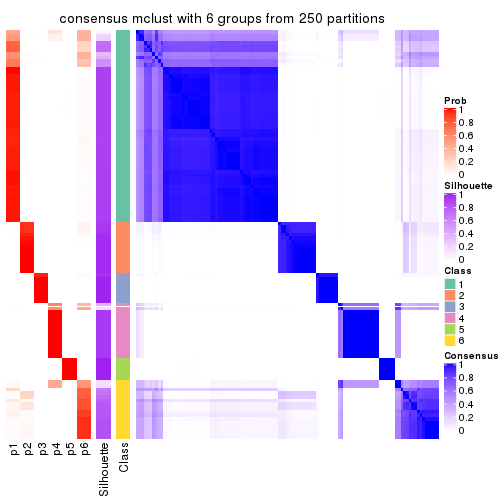 consensus mclust with 6 groups from 250 partitions
Prob
1
0.8
0.6
0.4
0.2
0
Silhouette
1
0.8
0.6
0.4
0.2
0
Class
1
2
3
4
5
6
Consensus
1
0.8
0.6
0.4
0.2
0
p1
p2
p3
p4
p5
p6
Silhouette
Class